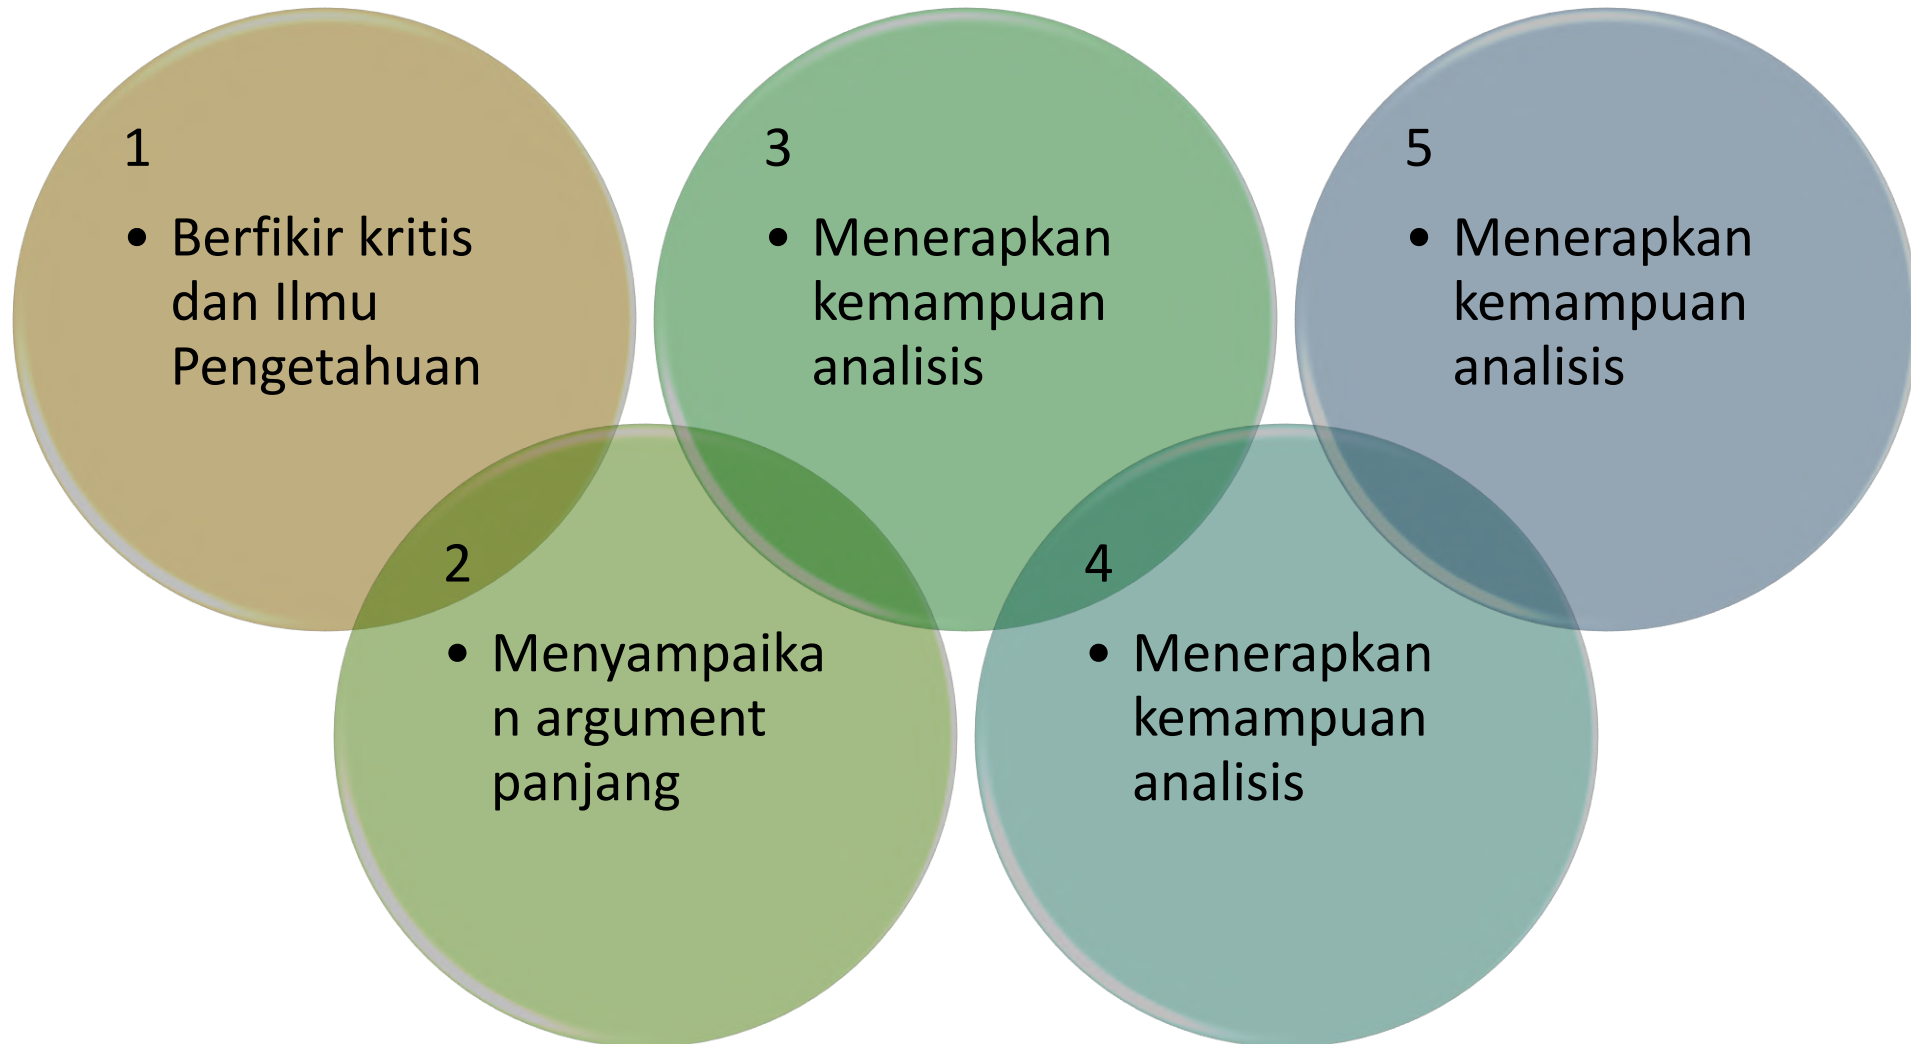 1
• Berfikir kritis
dan Ilmu
Pengetahuan
2
• Menyampaika
n argument
panjang
3
• Menerapkan
kemampuan
analisis
4
• Menerapkan
kemampuan
analisis
5
• Menerapkan
kemampuan
analisis